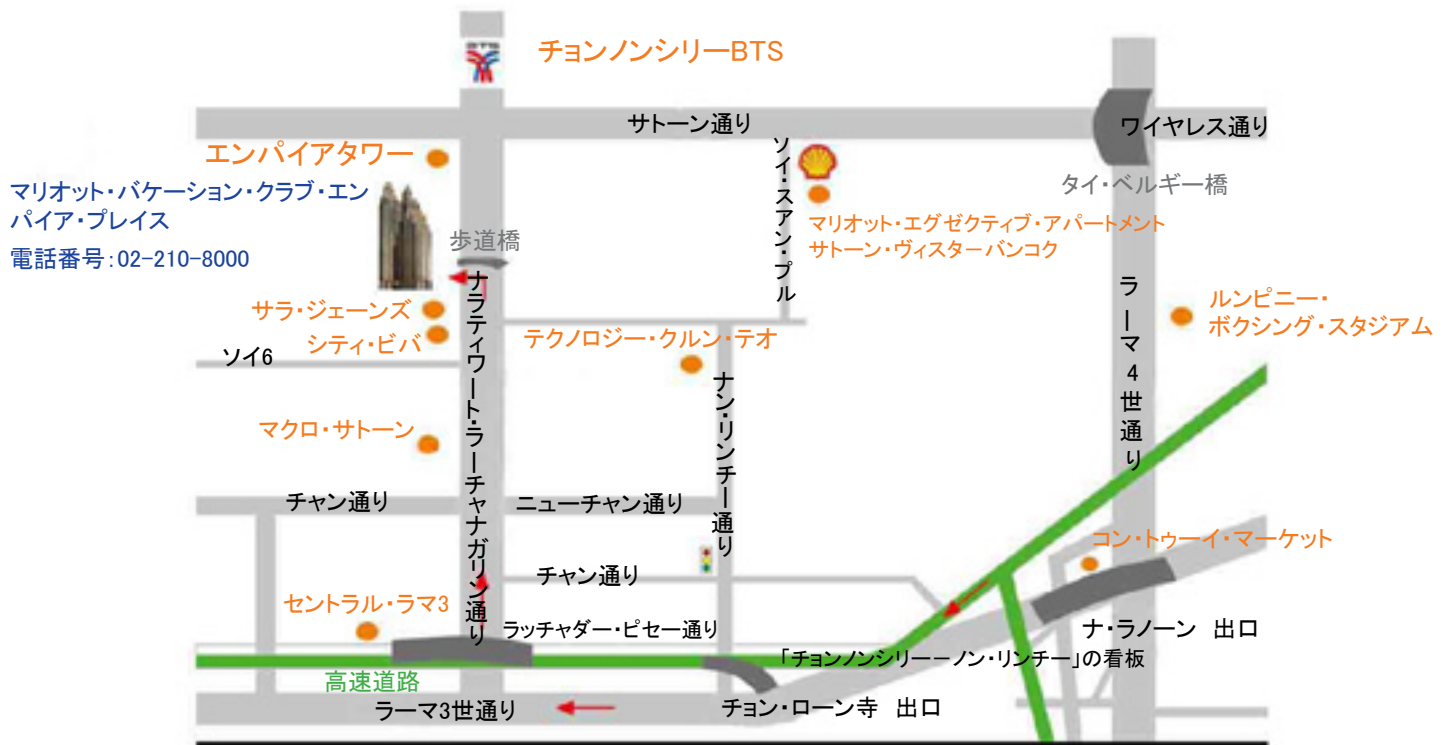 BTS
チョンノンシリーBTS
サトーン通り
ワイヤレス通り
エンパイアタワー
ソイ・スアン・プル
タイ・ベルギー橋
マリオット・バケーション・クラブ・エン
パイア・プレイス
電話番号:02-210-8000
歩道橋
マリオット・エグゼクティブ・アパートメント
サトーン・ヴィスターバンコク
ナラティワート・ラーチャナガリン通り
ラーマ4世通り
ルンピニー・
ボクシング・スタジアム
サラ・ジェーンズ
シティ・ビバ
テクノロジー・クルン・テオ
ソイ6
ナン・リンチー通り
マクロ・サトーン
チャン通り
ニューチャン通り
コン・トゥーイ・マーケット
チャン通り
セントラル・ラマ3
ラッチャダー・ピセー通り
ナ・ラノーン 出口
「チョンノンシリーーノン・リンチー」の看板
高速道路
ラーマ3世通り
チョン・ローン寺 出口